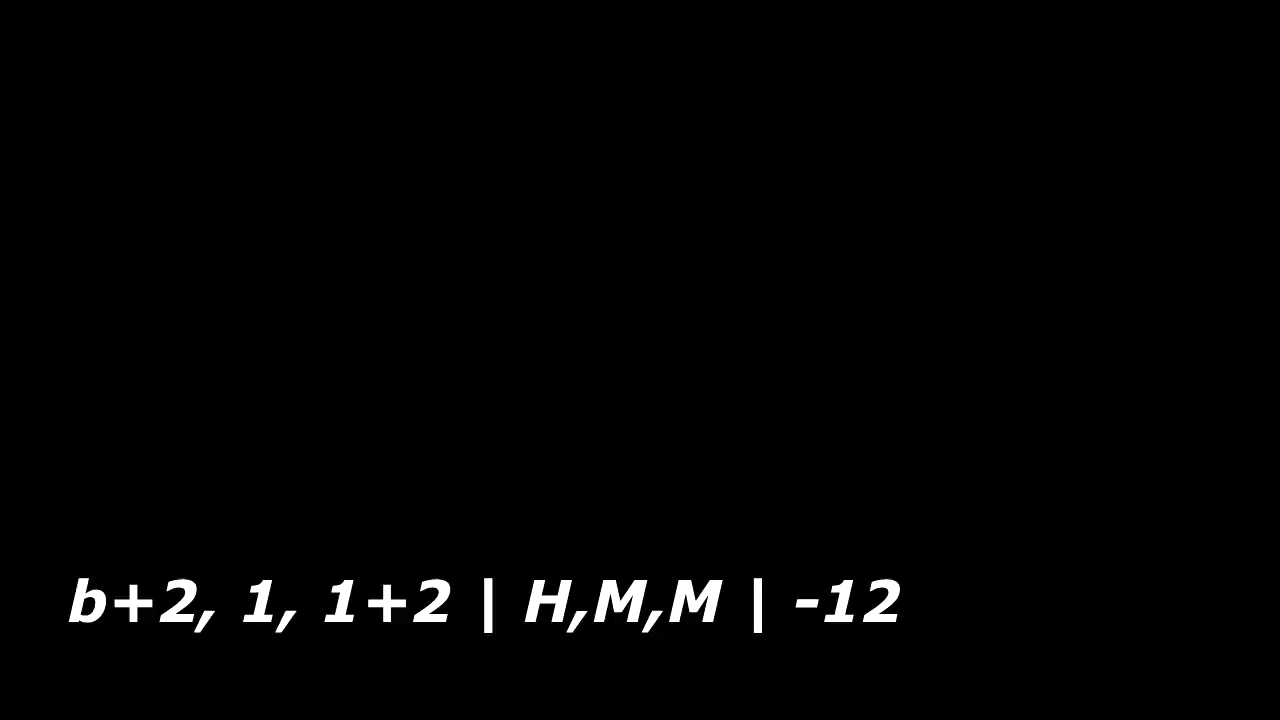 b+2, 1, 1+2 | H,M,M | -12